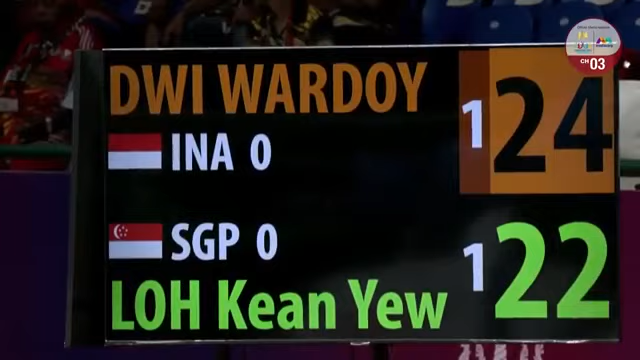 CH 03
DWI WARDOY
INA 0
1 24
SGP 0
1 22
LOH Kean Yew